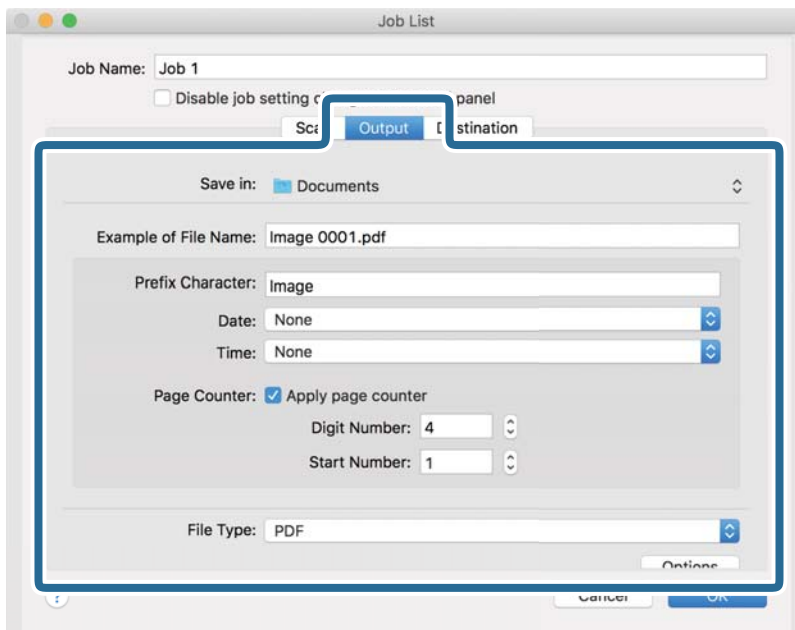 Job List
Job Name: Job 1
Disable job setting panel
Output
Save in: Documents
Example of File Name: Image 0001.pdf
Prefix Character: Image
Date: None
Time: None
Page Counter: Apply page counter
Digit Number: 4
Start Number: 1
File Type: PDF
Options
Cancel OK